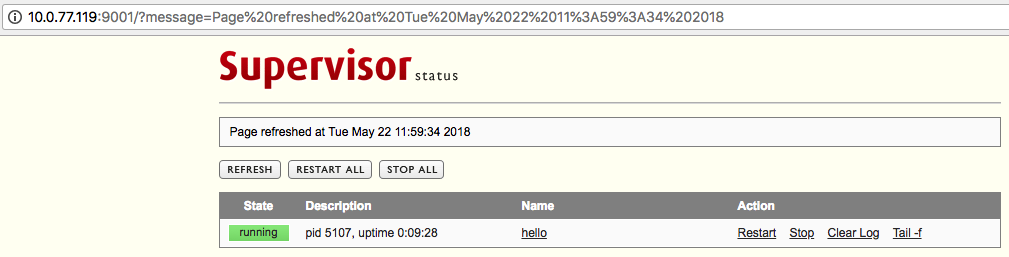 10.0.77.119:9001/?message=Page%20refreshed%20at%20Tue%20May%2022%2011%3A59%3A34%202018
Supervisor status
Page refreshed at Tue May 22 11:59:34 2018
REFRESH RESTART ALL STOP ALL
State Description Name Action
running pid 5107, uptime 0:09:28 hello Restart Stop Clear Log Tail -f